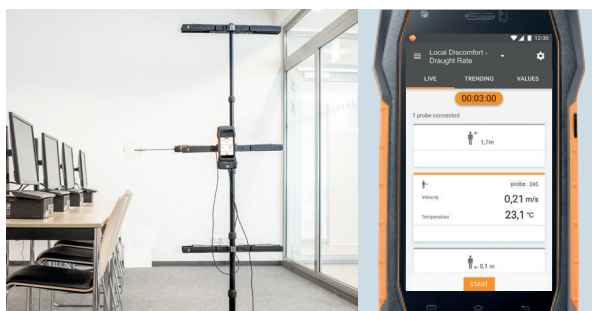 12:30
Local Discomfort -
Draught Rate
LIVE TRENDING VALUES
00:03:00
1 probe connected
1,7m
probe: 245
Velocity 0,21 m/s
Temperature 23,1 °C
0,1 m
START